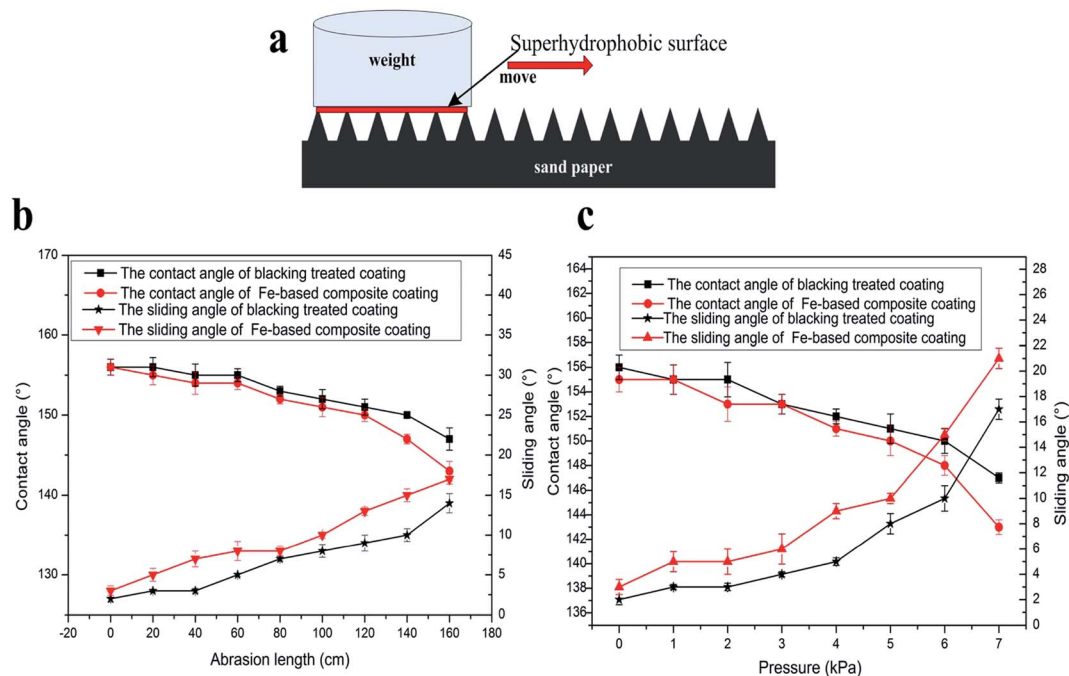 a
weight
Superhydrophobic surface
move
sand paper
b
170
160
150
140
130
Contact angle (°)
The contact angle of blacking treated coating
The contact angle of Fe-based composite coating
The sliding angle of blacking treated coating
The sliding angle of Fe-based composite coating
45
40
35
30
25
20
15
10
5
0
Sliding angle (°)
-20 0 20 40 60 80 100 120 140 160 180
Abrasion length (cm)
c
164
162
160
158
156
154
152
150
148
146
144
142
140
138
136
Contact angle (°)
The contact angle of blacking treated coating
The contact angle of Fe-based composite coating
The sliding angle of blacking treated coating
The sliding angle of Fe-based composite coating
28
26
24
22
20
18
16
14
12
10
8
6
4
2
0
Sliding angle (°)
0 1 2 3 4 5 6 7
Pressure (kPa)